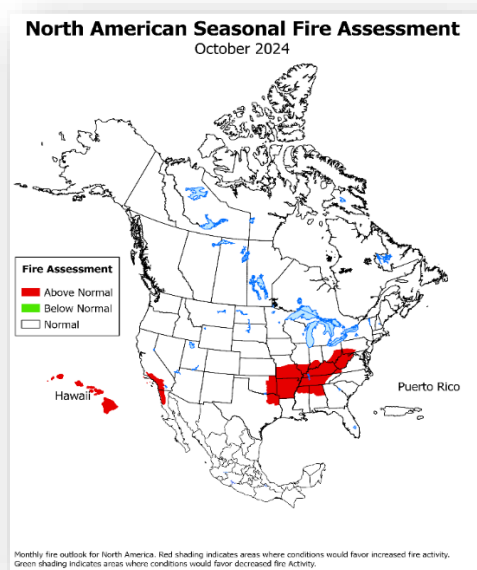 North American Seasonal Fire Assessment
October 2024
Fire Assessment
Above Normal
Below Normal
Normal
Hawaii
Puerto Rico
Monthly fire outlook for North America. Red shading indicates areas where conditions would favor increased fire activity.
Green shading indicates areas where conditions would favor decreased fire Activity.